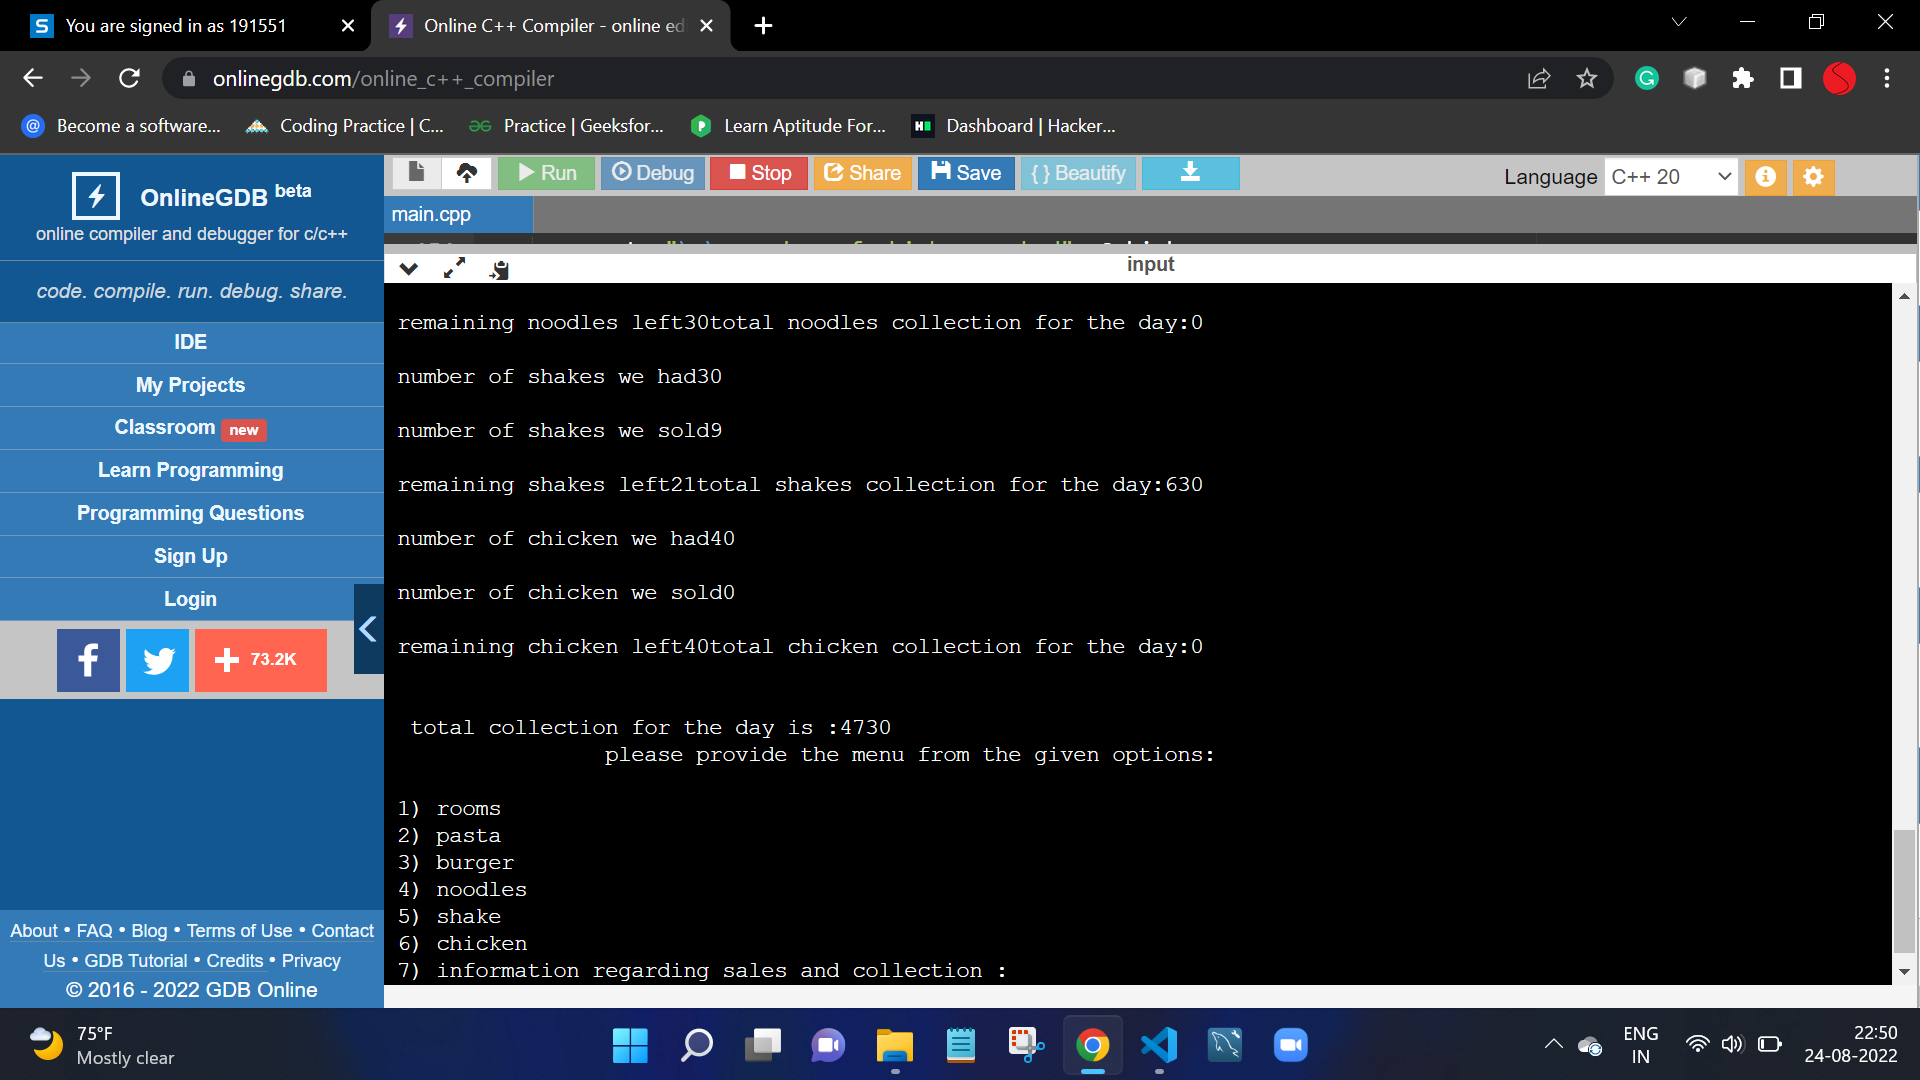 You are signed in as 191551
Online C++ Compiler - online ed
onlinegdb.com/online_c++_compiler
Become a software...
Coding Practice | C...
Practice | Geeksfor...
Learn Aptitude For...
Dashboard | Hacker...
OnlineGDB beta
online compiler and debugger for c/c++
code. compile. run. debug. share.
IDE
My Projects
Classroom new
Learn Programming
Programming Questions
Sign Up
Login
73.2K
About • FAQ • Blog • Terms of Use • Contact
Us • GDB Tutorial • Credits • Privacy
© 2016 - 2022 GDB Online
Run
Debug
Stop
Share
Save
{ } Beautify
Language C++ 20
main.cpp
input
remaining noodles left30total noodles collection for the day:0
number of shakes we had30
number of shakes we sold9
remaining shakes left21total shakes collection for the day:630
number of chicken we had40
number of chicken we sold0
remaining chicken left40total chicken collection for the day:0
total collection for the day is :4730
please provide the menu from the given options:
1) rooms
2) pasta
3) burger
4) noodles
5) shake
6) chicken
7) information regarding sales and collection :
75°F
Mostly clear
ENG
IN
22:50
24-08-2022